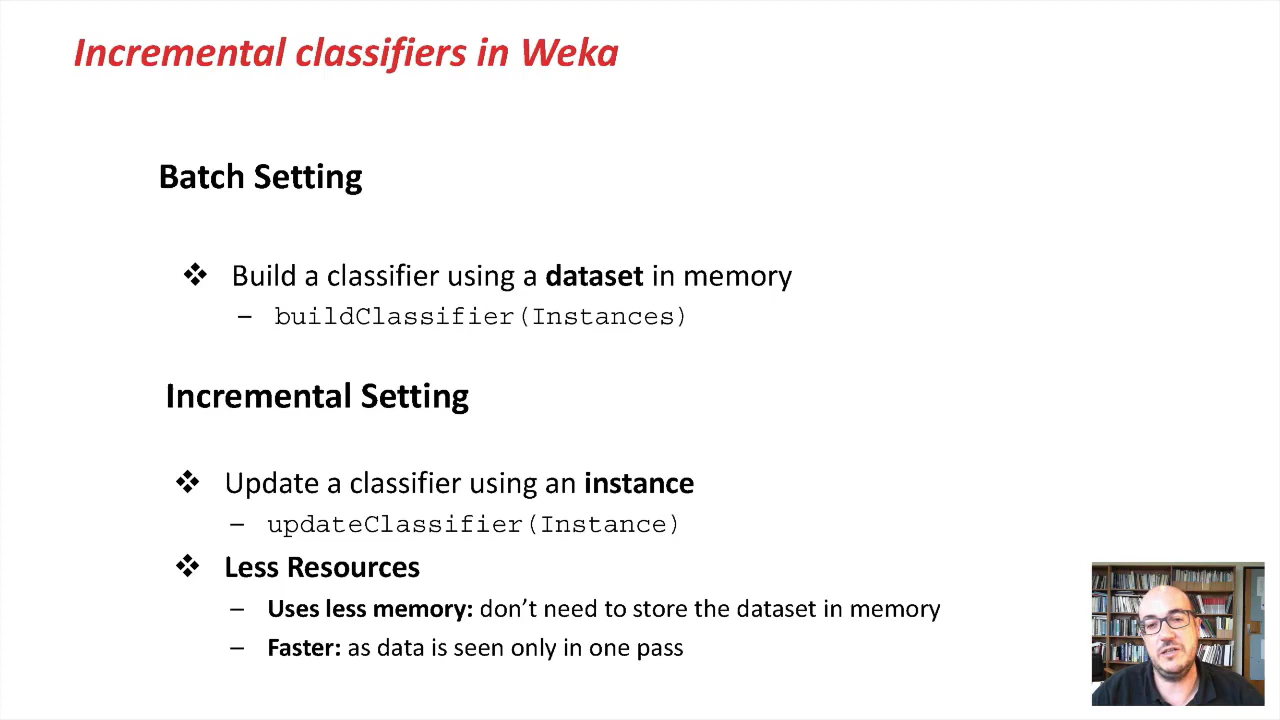 Incremental classifiers in Weka
Batch Setting
❖ Build a classifier using a dataset in memory
– buildClassifier(Instances)
Incremental Setting
❖ Update a classifier using an instance
– updateClassifier(Instance)
❖ Less Resources
– Uses less memory: don’t need to store the dataset in memory
– Faster: as data is seen only in one pass